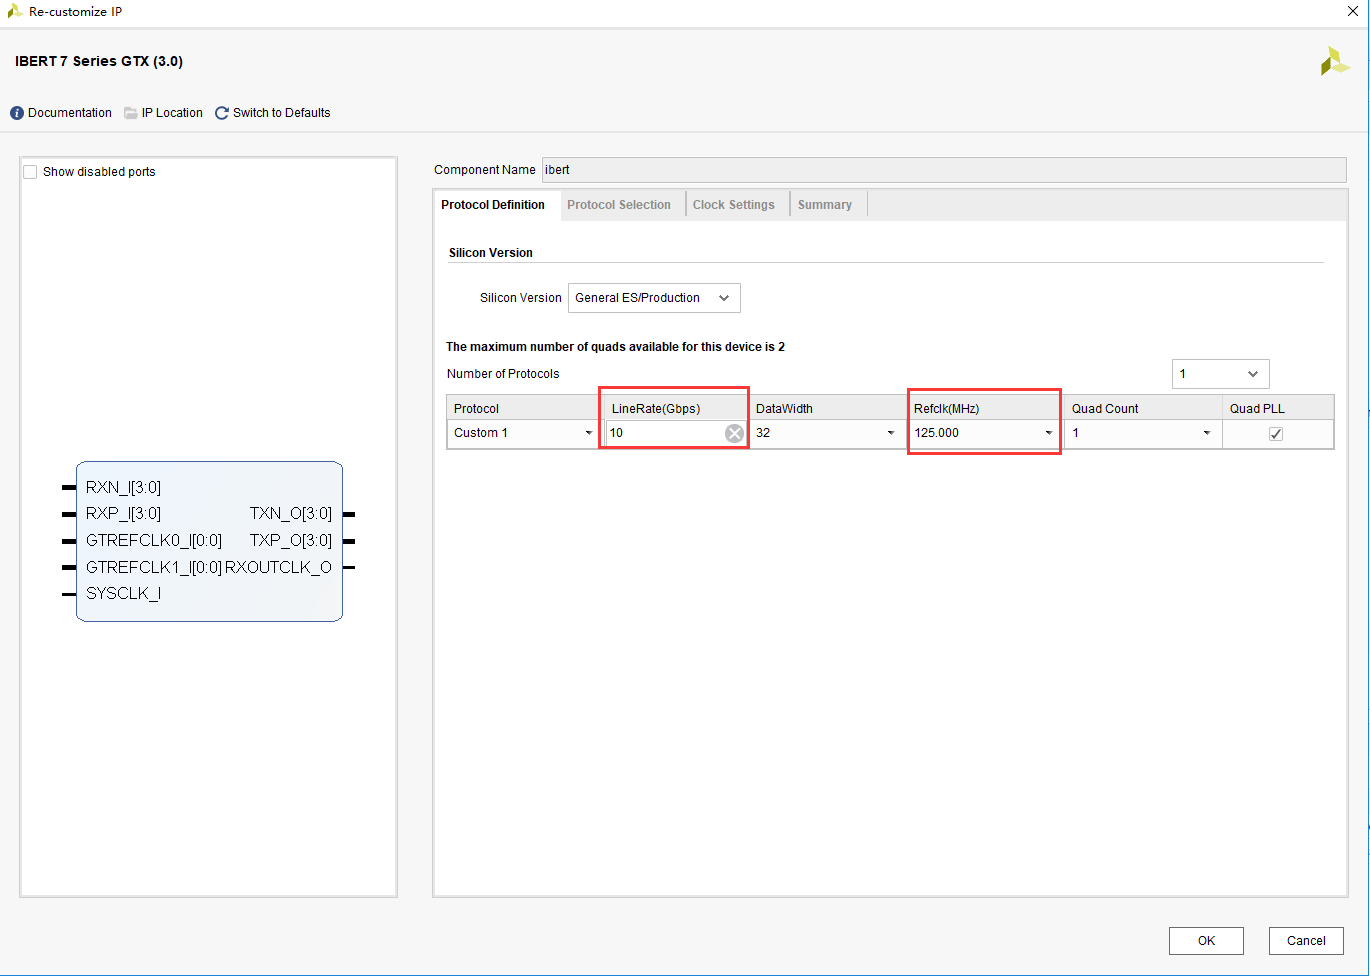 Re-customize IP
IBERT 7 Series GTX (3.0)
Documentation IP Location Switch to Defaults
Show disabled ports
RXN_I[3:0]
RXP_I[3:0] TXN_O[3:0]
GTREFCLK0_I[0:0] TXP_O[3:0]
GTREFCLK1_I[0:0] RXOUTCLK_O
SYSCLK_I
Component Name ibert
Protocol Definition Protocol Selection Clock Settings Summary
Silicon Version
Silicon Version General ES/Production
The maximum number of quads available for this device is 2
Number of Protocols 1
Protocol LineRate(Gbps) DataWidth Refclk(MHz) Quad Count Quad PLL
Custom 1 10 32 125.000 1
OK Cancel